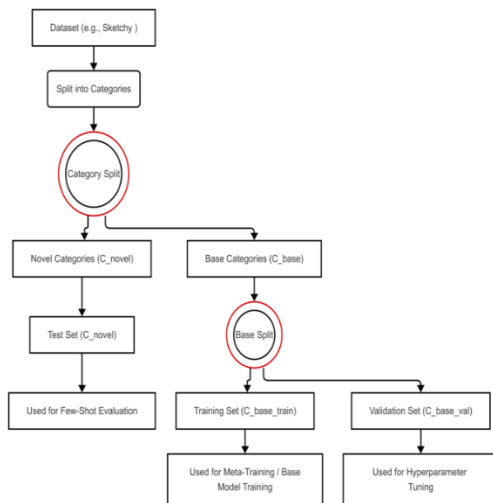 Dataset (e.g., Sketchy )
Split into Categories
Category Split
Novel Categories (C_novel)
Base Categories (C_base)
Test Set (C_novel)
Base Split
Used for Few-Shot Evaluation
Training Set (C_base_train)
Validation Set (C_base_val)
Used for Meta-Training / Base
Model Training
Used for Hyperparameter
Tuning